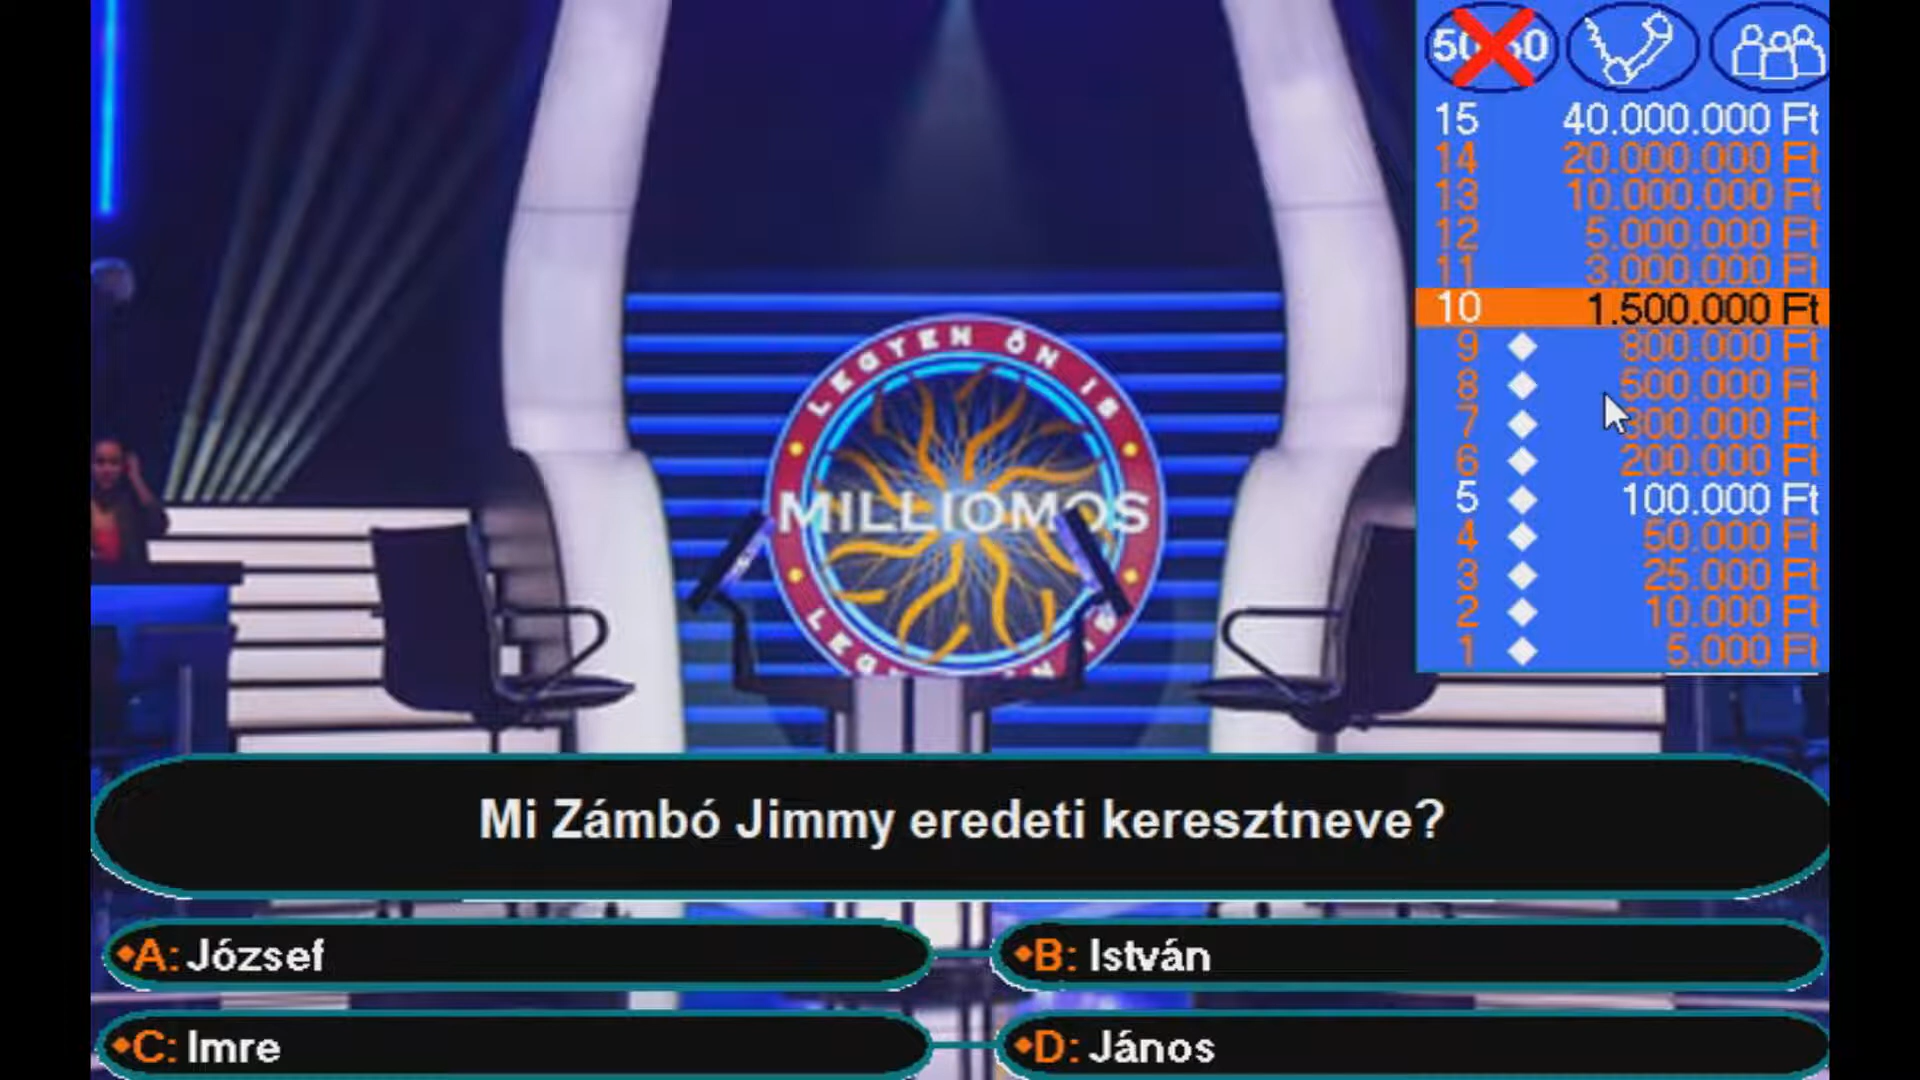 50:50
15 40.000.000 Ft
14 20.000.000 Ft
13 10.000.000 Ft
12 5.000.000 Ft
11 3.000.000 Ft
10 1.500.000 Ft
9 800.000 Ft
8 500.000 Ft
7 300.000 Ft
6 200.000 Ft
5 100.000 Ft
4 50.000 Ft
3 25.000 Ft
2 10.000 Ft
1 5.000 Ft
LEGYEN ÖN IS
MILLIOMOS
Mi Zámbó Jimmy eredeti keresztneve?
A: József
B: István
C: Imre
D: János